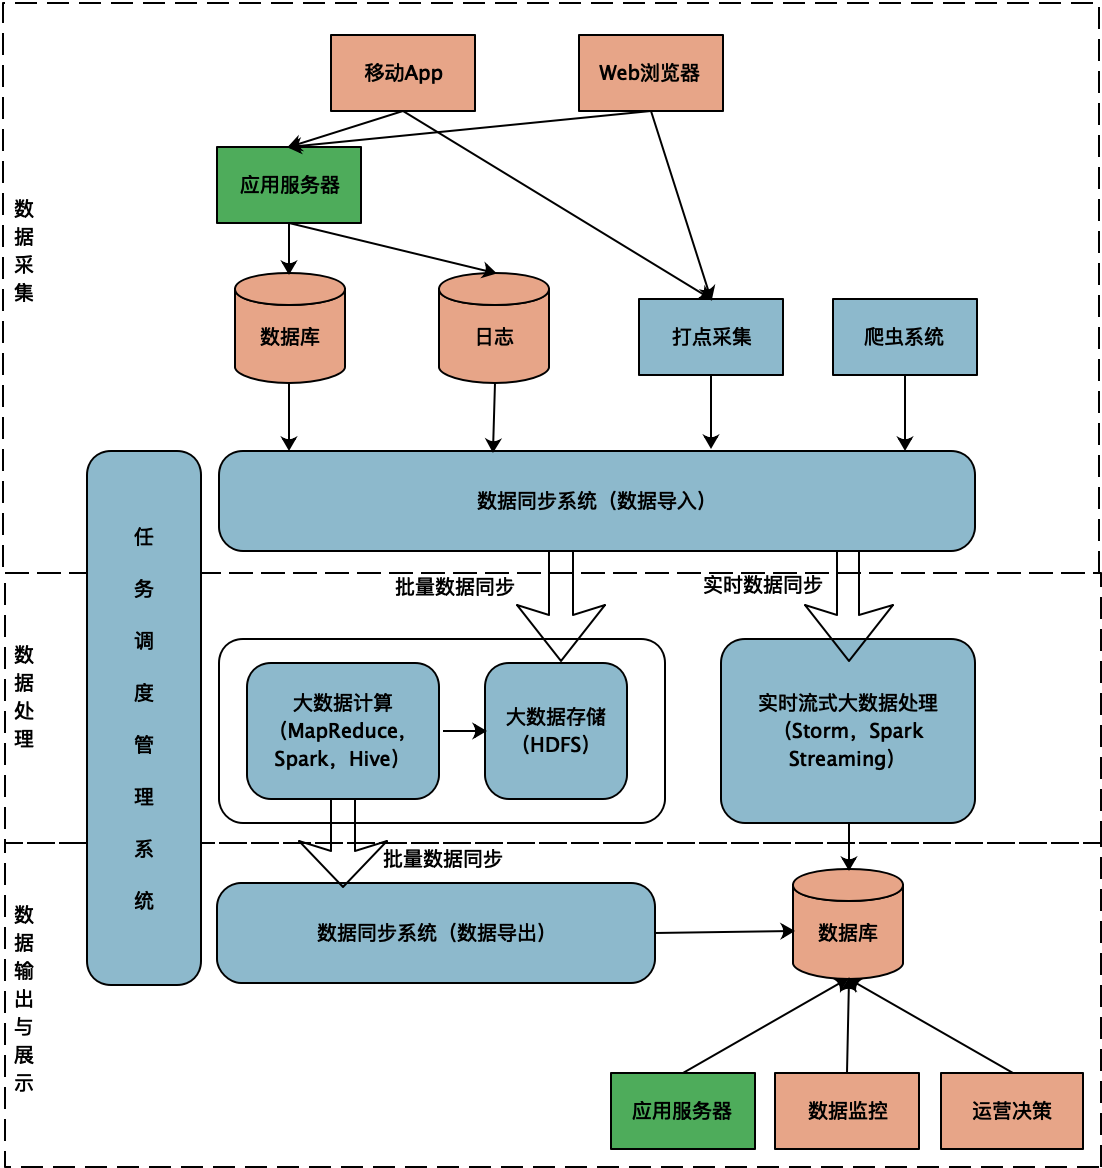 移动App
Web浏览器
应用服务器
数据采集
数据库
日志
打点采集
爬虫系统
数据同步系统（数据导入）
任务调度管理系统
批量数据同步
实时数据同步
数据处理
大数据计算
（MapReduce，
Spark，Hive）
大数据存储
（HDFS）
实时流式大数据处理
（Storm，Spark
Streaming）
批量数据同步
数据输出与展示
数据同步系统（数据导出）
数据库
应用服务器
数据监控
运营决策